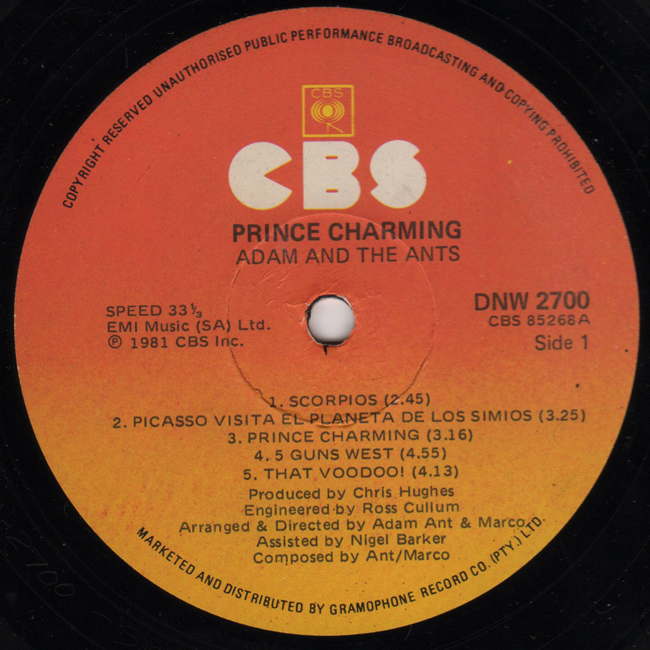 COPYRIGHT RESERVED UNAUTHORISED PUBLIC PERFORMANCE BROADCASTING AND COPYING PROHIBITED
CBS
CBS
PRINCE CHARMING
ADAM AND THE ANTS
SPEED 33⅓
EMI Music (SA) Ltd.
℗ 1981 CBS Inc.
DNW 2700
CBS 85268A
Side 1
1. SCORPIOS (2.45)
2. PICASSO VISITA EL PLANETA DE LOS SIMIOS (3.25)
3. PRINCE CHARMING (3.16)
4. 5 GUNS WEST (4.55)
5. THAT VOODOO! (4.13)
Produced by Chris Hughes
Engineered by Ross Cullum
Arranged & Directed by Adam Ant & Marco
Assisted by Nigel Barker
Composed by Ant/Marco
MARKETED AND DISTRIBUTED BY GRAMOPHONE RECORD CO. (PTY.) LTD.
2700